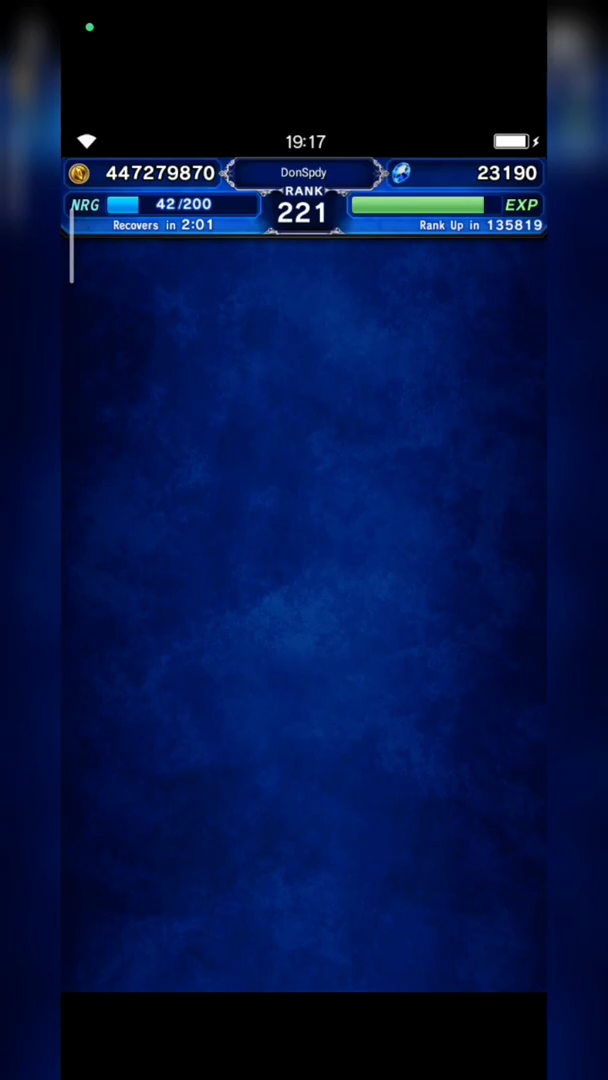 19:17
447279870
DonSpdy
23190
NRG 42/200
RANK
221
EXP
Recovers in 2:01
Rank Up in 135819